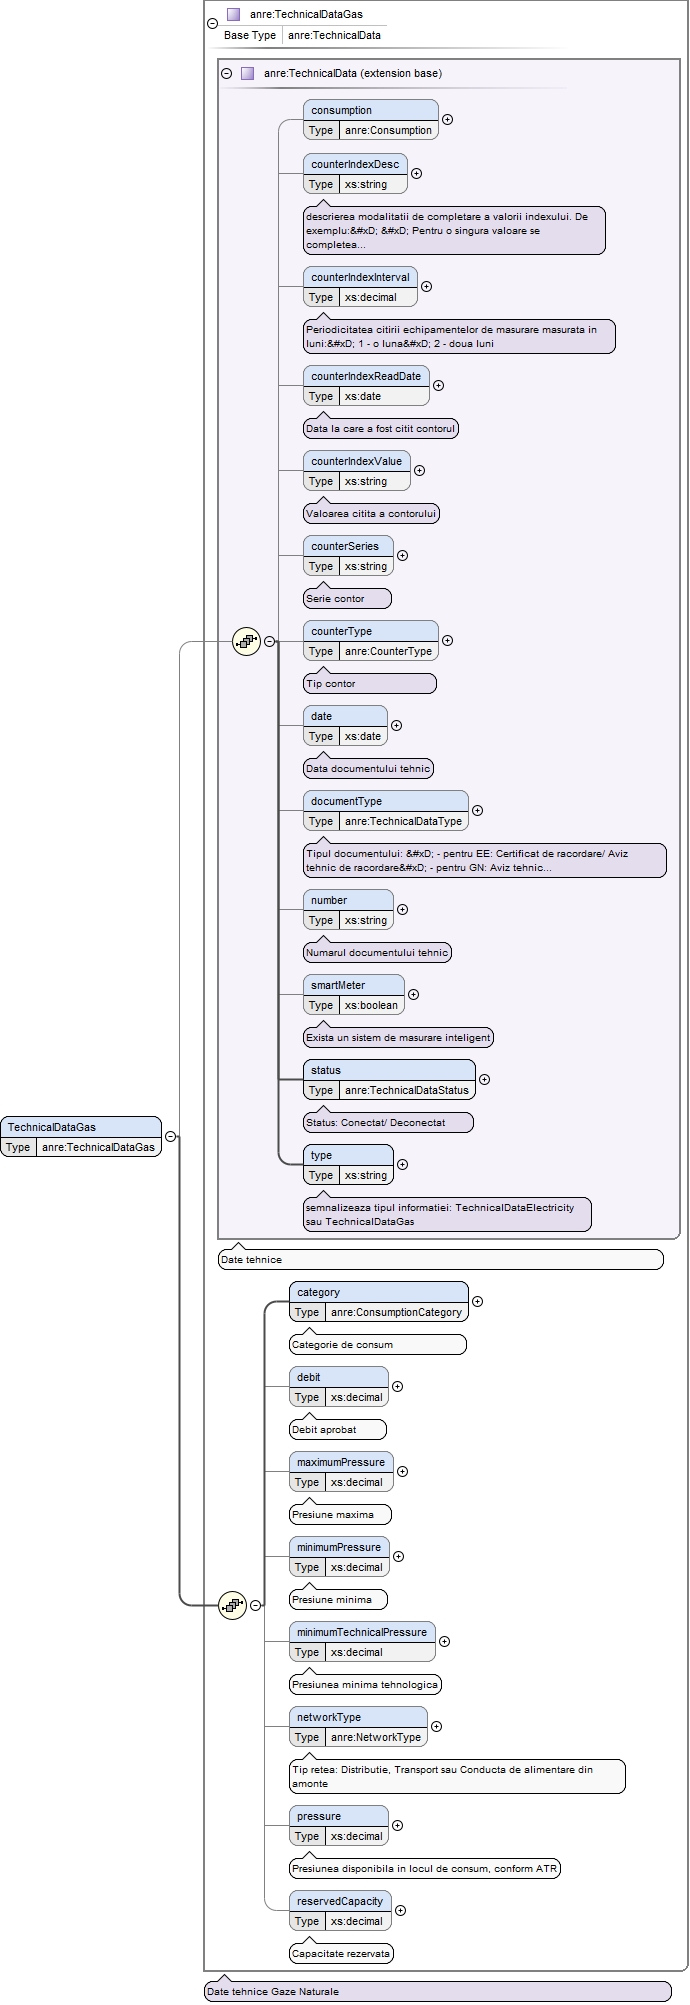 anre:TechnicalDataGas
Base Type anre:TechnicalData
anre:TechnicalData (extension base)
consumption
Type anre:Consumption
counterIndexDesc
Type xs:string
descrierea modalitatii de completare a valorii indexului. De
exemplu:&#xD; &#xD; Pentru o singura valoare se
completea...
counterIndexInterval
Type xs:decimal
Periodicitatea citirii echipamentelor de masurare masurata in
luni:&#xD; 1 - o luna&#xD; 2 - doua luni
counterIndexReadDate
Type xs:date
Data la care a fost citit contorul
counterIndexValue
Type xs:string
Valoarea citita a contorului
counterSeries
Type xs:string
Serie contor
counterType
Type anre:CounterType
Tip contor
date
Type xs:date
Data documentului tehnic
documentType
Type anre:TechnicalDataType
Tipul documentului: &#xD; - pentru EE: Certificat de racordare/ Aviz
tehnic de racordare&#xD; - pentru GN: Aviz tehnic...
number
Type xs:string
Numarul documentului tehnic
smartMeter
Type xs:boolean
Exista un sistem de masurare inteligent
status
Type anre:TechnicalDataStatus
Status: Conectat/ Deconectat
TechnicalDataGas
Type anre:TechnicalDataGas
type
Type xs:string
semnalizeaza tipul informatiei: TechnicalDataElectricity
sau TechnicalDataGas
Date tehnice
category
Type anre:ConsumptionCategory
Categorie de consum
debit
Type xs:decimal
Debit aprobat
maximumPressure
Type xs:decimal
Presiune maxima
minimumPressure
Type xs:decimal
Presiune minima
minimumTechnicalPressure
Type xs:decimal
Presiunea minima tehnologica
networkType
Type anre:NetworkType
Tip retea: Distributie, Transport sau Conducta de alimentare din
amonte
pressure
Type xs:decimal
Presiunea disponibila in locul de consum, conform ATR
reservedCapacity
Type xs:decimal
Capacitate rezervata
Date tehnice Gaze Naturale